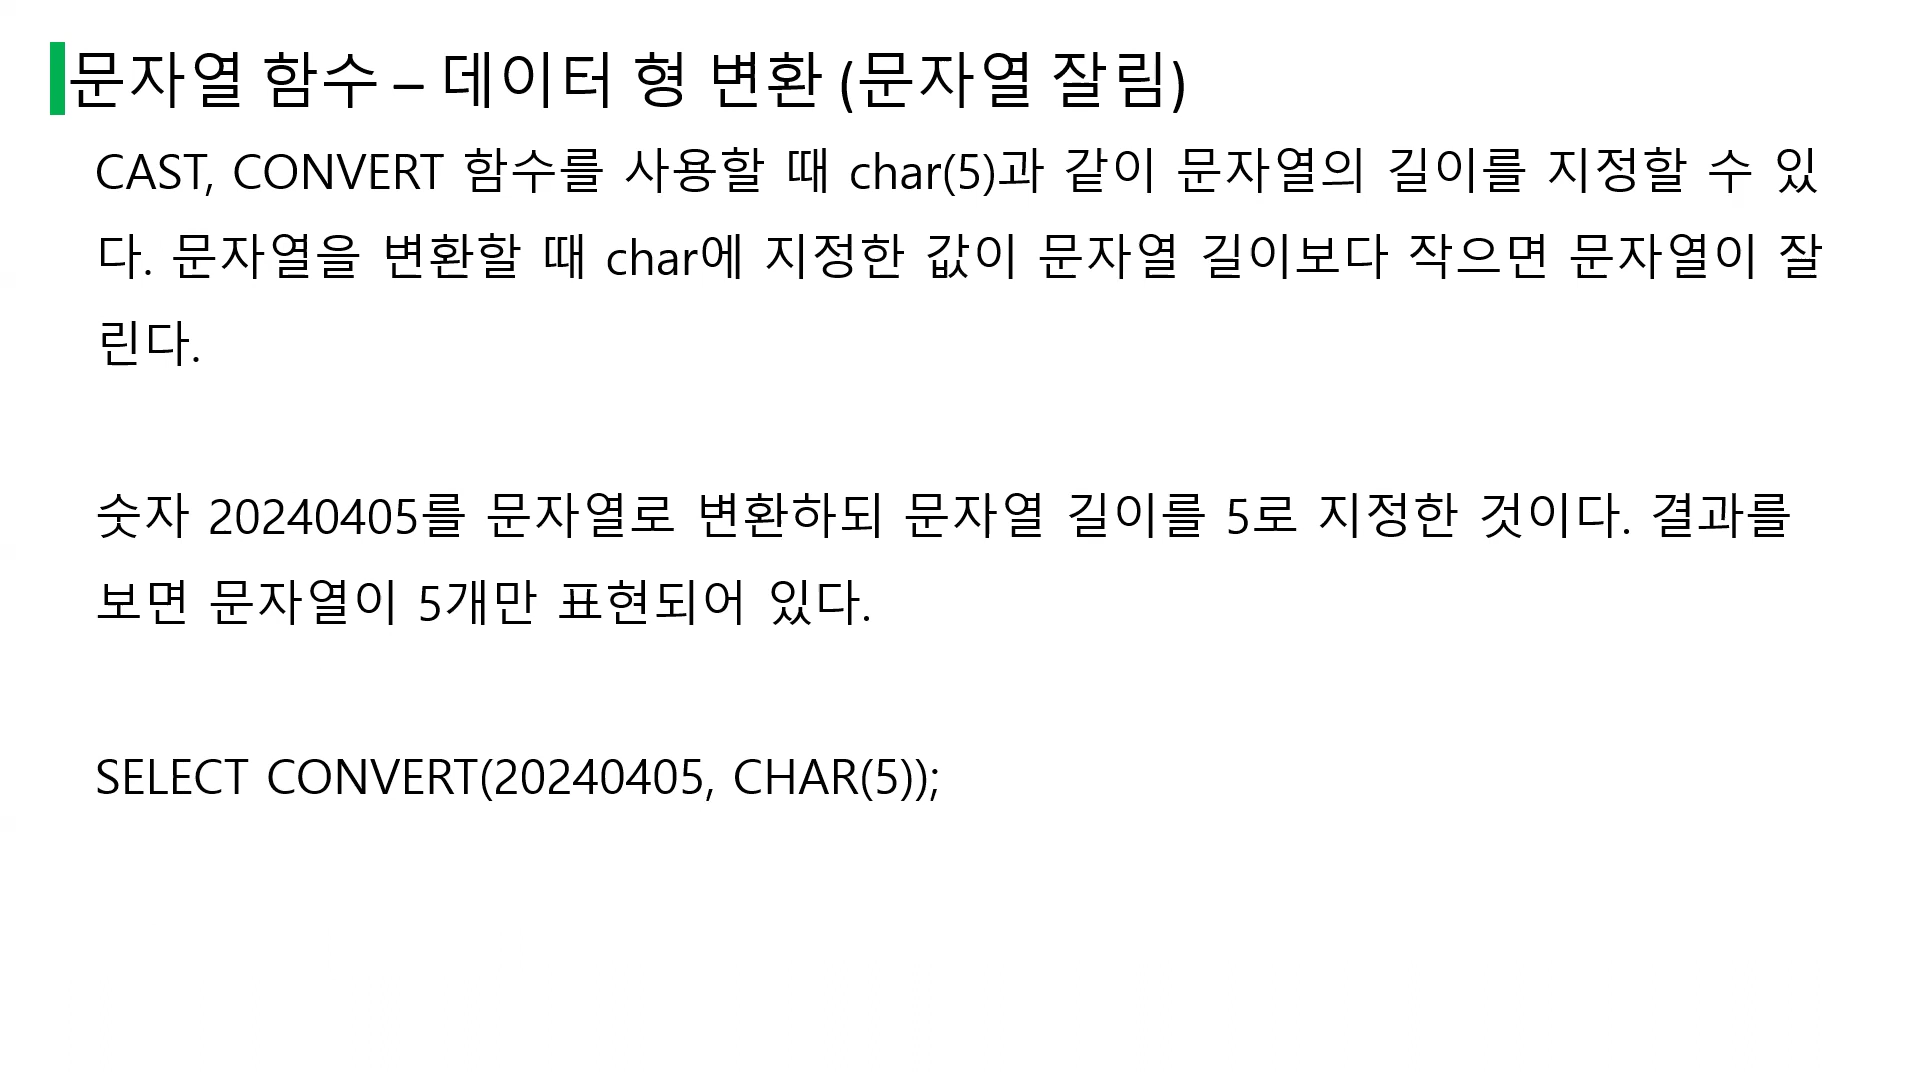 문자열 함수 – 데이터 형 변환 (문자열 잘림)
CAST, CONVERT 함수를 사용할 때 char(5)과 같이 문자열의 길이를 지정할 수 있
다. 문자열을 변환할 때 char에 지정한 값이 문자열 길이보다 작으면 문자열이 잘
린다.
숫자 20240405를 문자열로 변환하되 문자열 길이를 5로 지정한 것이다. 결과를
보면 문자열이 5개만 표현되어 있다.
SELECT CONVERT(20240405, CHAR(5));